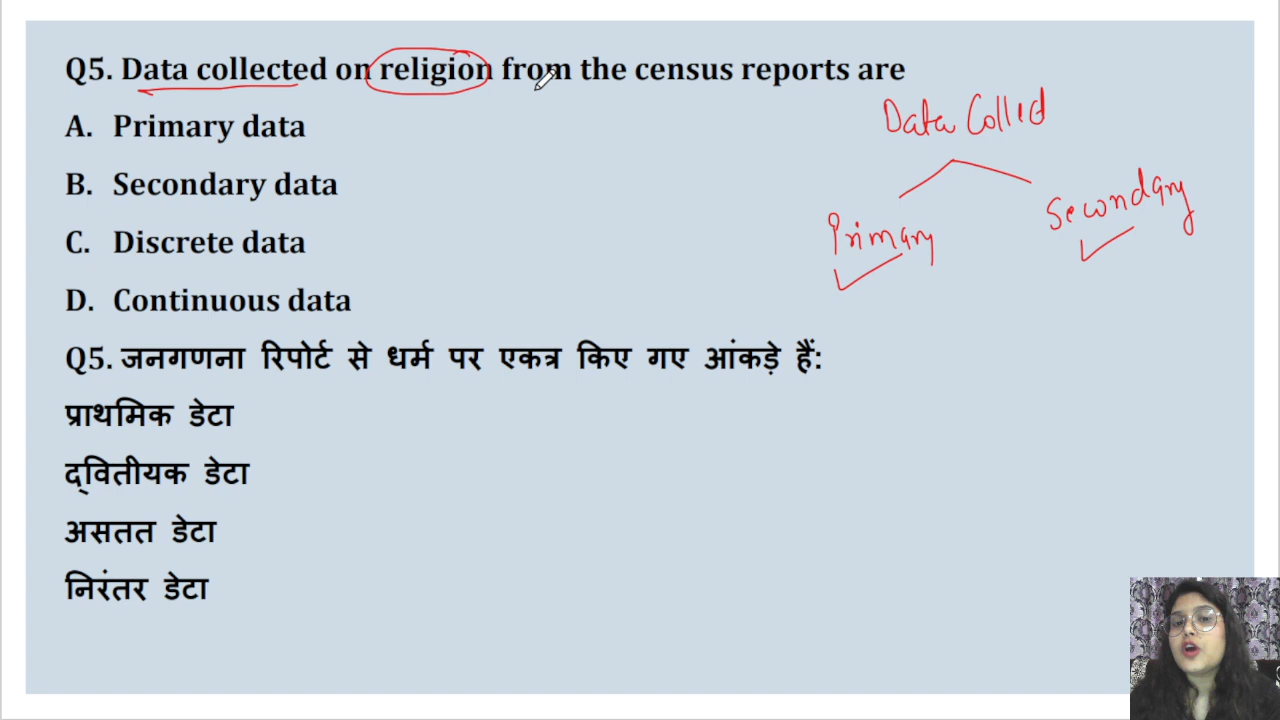 Q5. Data collected on religion from the census reports are
A. Primary data
B. Secondary data
C. Discrete data
D. Continuous data
Q5. जनगणना रिपोर्ट से धर्म पर एकत्र किए गए आंकड़े हैं:
प्राथमिक डेटा
द्वितीयक डेटा
असतत डेटा
निरंतर डेटा
Data Colled
Primary
Secondary